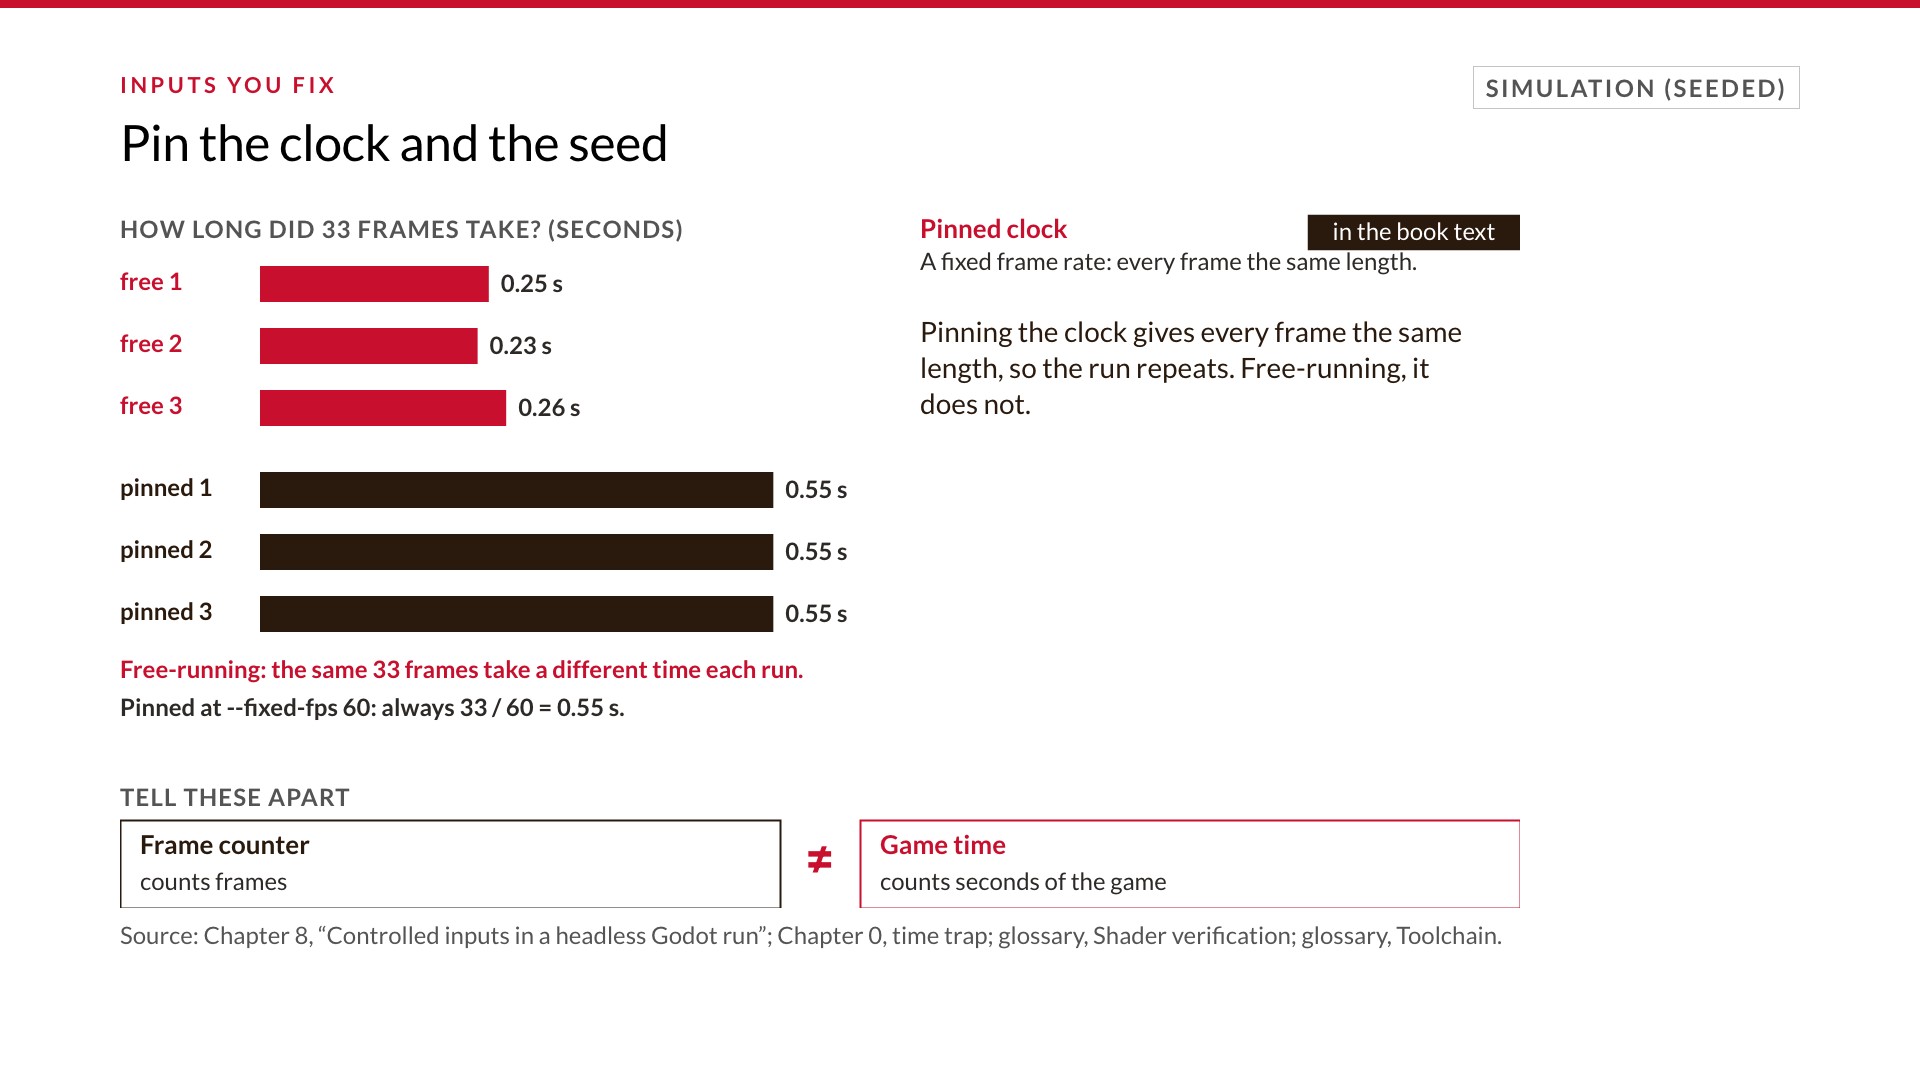 INPUTS YOU FIX
SIMULATION (SEEDED)
Pin the clock and the seed
HOW LONG DID 33 FRAMES TAKE? (SECONDS)
free 1 0.25 s
free 2 0.23 s
free 3 0.26 s
pinned 1 0.55 s
pinned 2 0.55 s
pinned 3 0.55 s
Free-running: the same 33 frames take a different time each run.
Pinned at --fixed-fps 60: always 33 / 60 = 0.55 s.
Pinned clock
in the book text
A fixed frame rate: every frame the same length.
Pinning the clock gives every frame the same
length, so the run repeats. Free-running, it
does not.
TELL THESE APART
Frame counter
counts frames
≠
Game time
counts seconds of the game
Source: Chapter 8, “Controlled inputs in a headless Godot run”; Chapter 0, time trap; glossary, Shader verification; glossary, Toolchain.